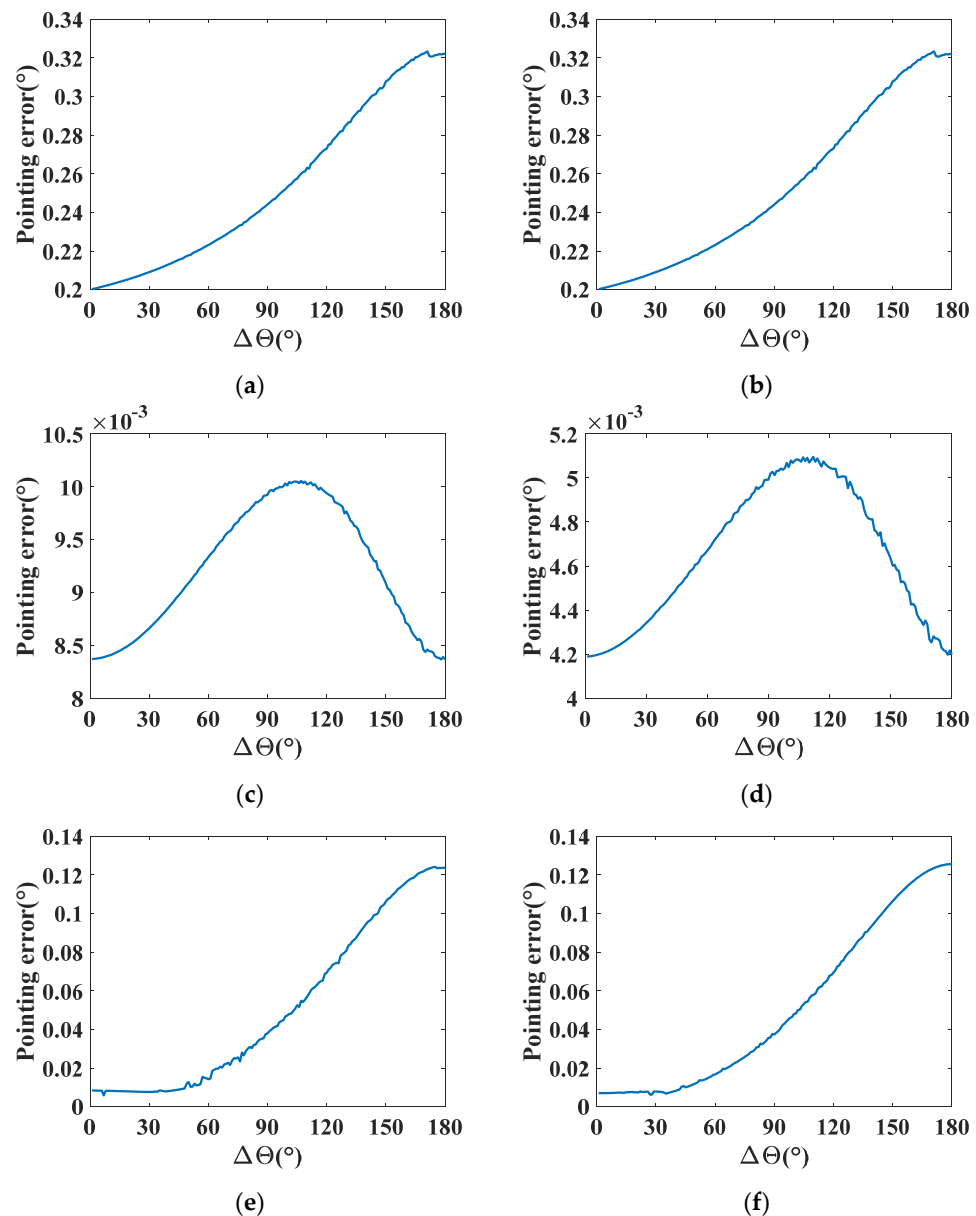 0.34 0.34
0.32 0.32
0.3 0.3
0.28 0.28
0.26 0.26
0.24 0.24
0.22 0.22
0.2 0.2
Pointing error(°) Pointing error(°)
0 30 60 90 120 150 180 0 30 60 90 120 150 180
ΔΘ(°) ΔΘ(°)
(a) (b)
×10-3 ×10-3
10.5 5.2
10 5
9.5 4.8
9 4.6
8.5 4.4
8 4.2
4
Pointing error(°) Pointing error(°)
0 30 60 90 120 150 180 0 30 60 90 120 150 180
ΔΘ(°) ΔΘ(°)
(c) (d)
0.14 0.14
0.12 0.12
0.1 0.1
0.08 0.08
0.06 0.06
0.04 0.04
0.02 0.02
0 0
Pointing error(°) Pointing error(°)
0 30 60 90 120 150 180 0 30 60 90 120 150 180
ΔΘ(°) ΔΘ(°)
(e) (f)